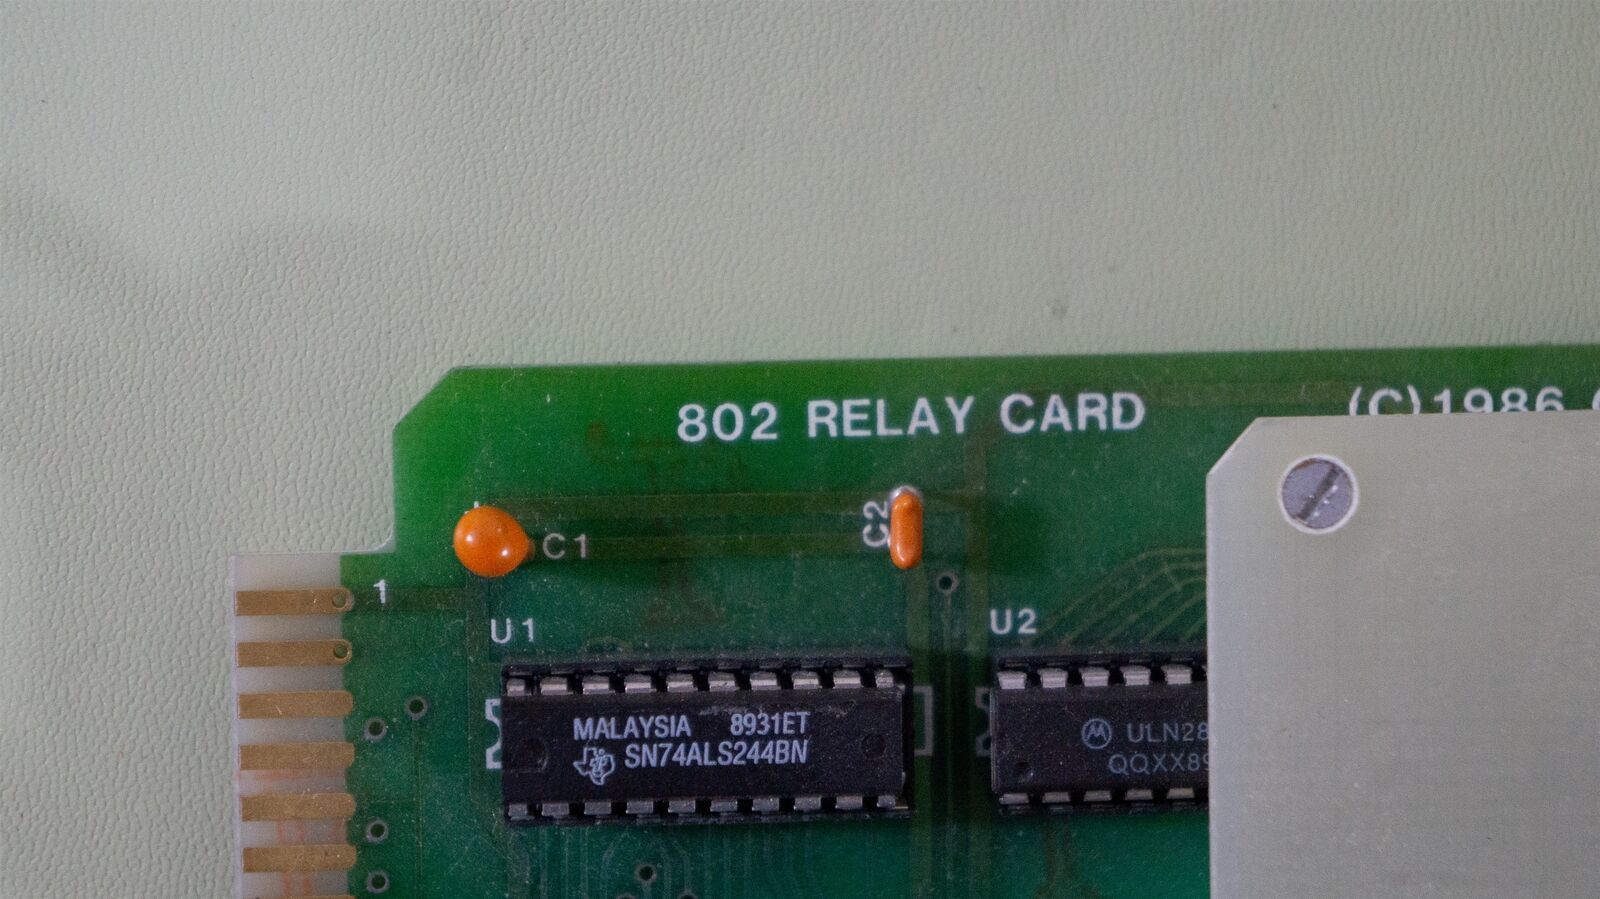 802 RELAY CARD (C)1986
C1
C2
1
U1
U2
MALAYSIA 8931ET
SN74ALS244BN
ULN28
QQXX89